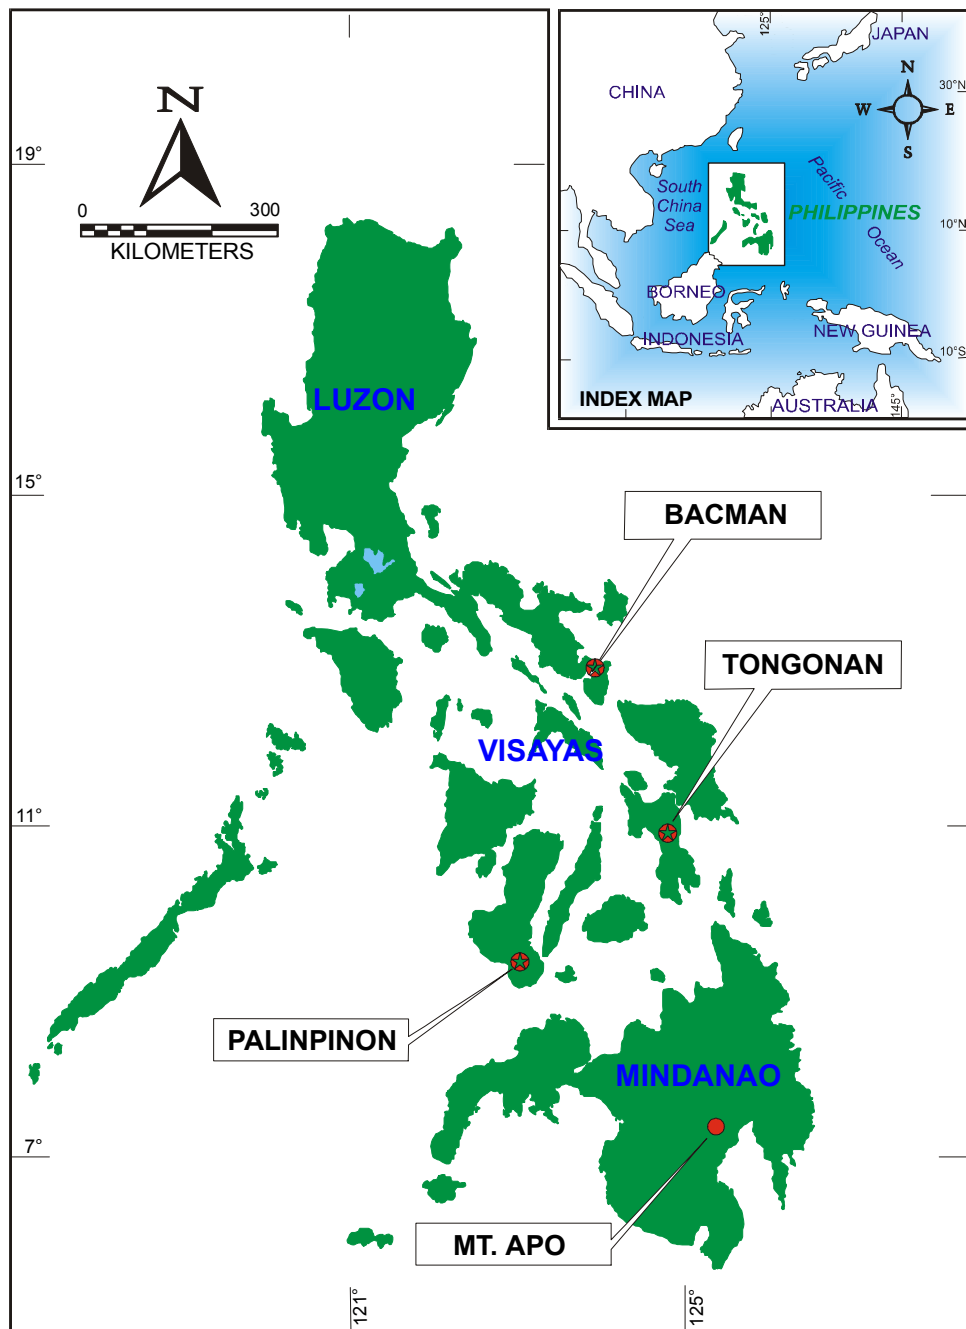 N
0 300
KILOMETERS
19°
15°
11°
7°
121°
125°
LUZON
VISAYAS
MINDANAO
BACMAN
TONGONAN
PALINPINON
MT. APO
125°
JAPAN
CHINA
30°N
N
W E
S
South
China
Sea
Pacific
Ocean
PHILIPPINES
10°N
BORNEO
INDONESIA
NEW GUINEA
10°S
INDEX MAP
AUSTRALIA
145°